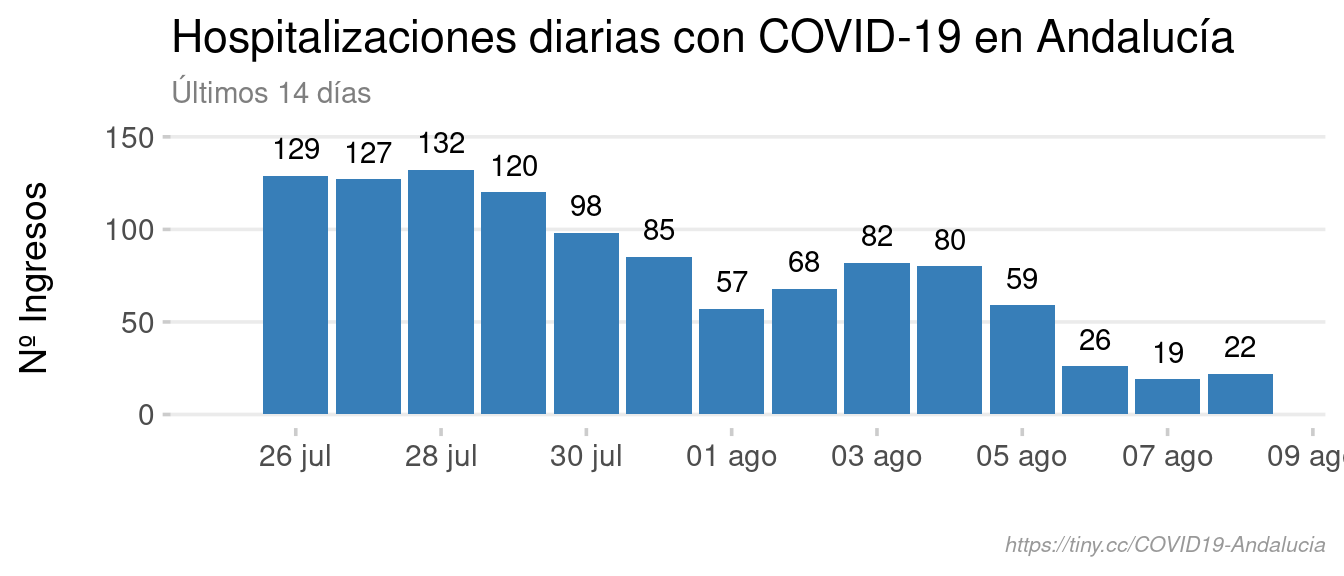 Hospitalizaciones diarias con COVID-19 en Andalucía
Últimos 14 días
Nº Ingresos
150
100
50
0
129 127 132 120 98 85 57 68 82 80 59 26 19 22
26 jul 28 jul 30 jul 01 ago 03 ago 05 ago 07 ago 09 ag
https://tiny.cc/COVID19-Andalucia